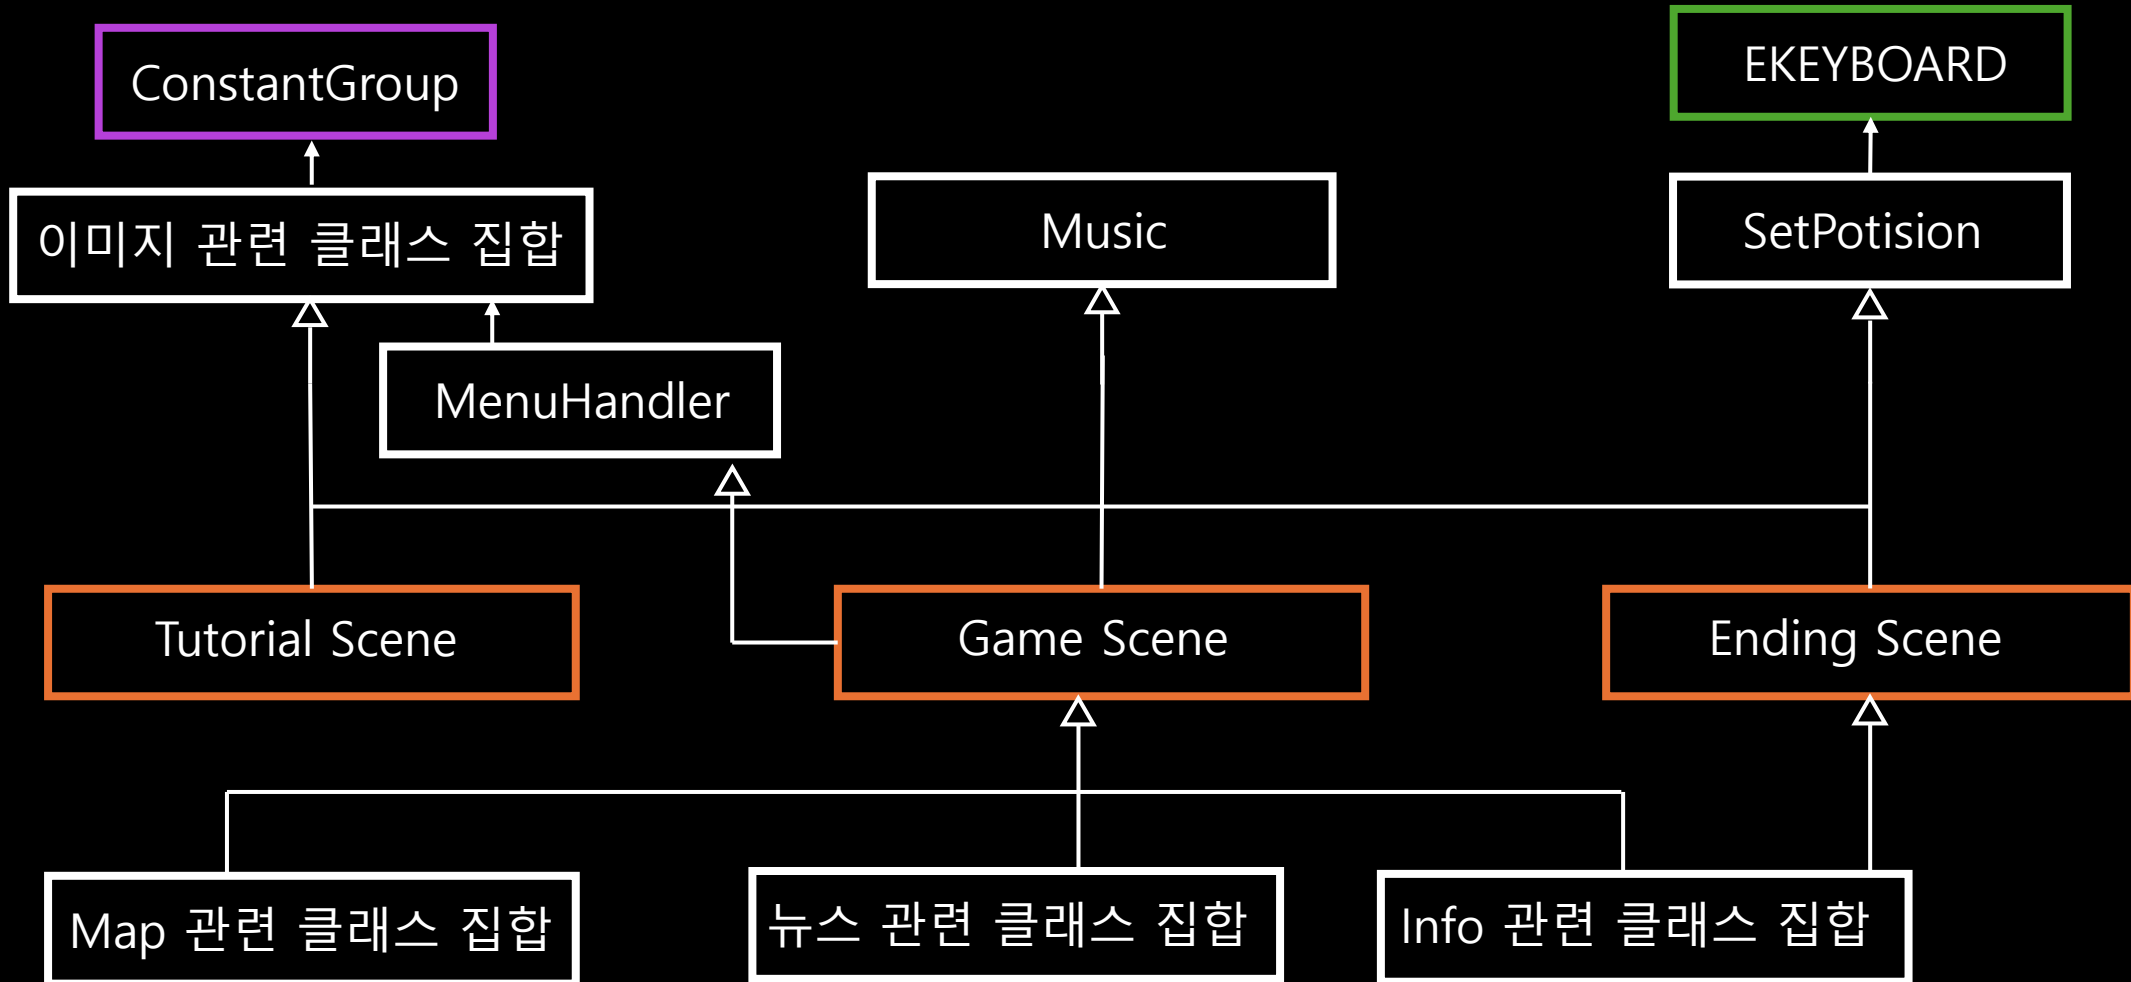 ConstantGroup
EKEYBOARD
이미지 관련 클래스 집합
Music
SetPotision
MenuHandler
Tutorial Scene
Game Scene
Ending Scene
Map 관련 클래스 집합
뉴스 관련 클래스 집합
Info 관련 클래스 집합